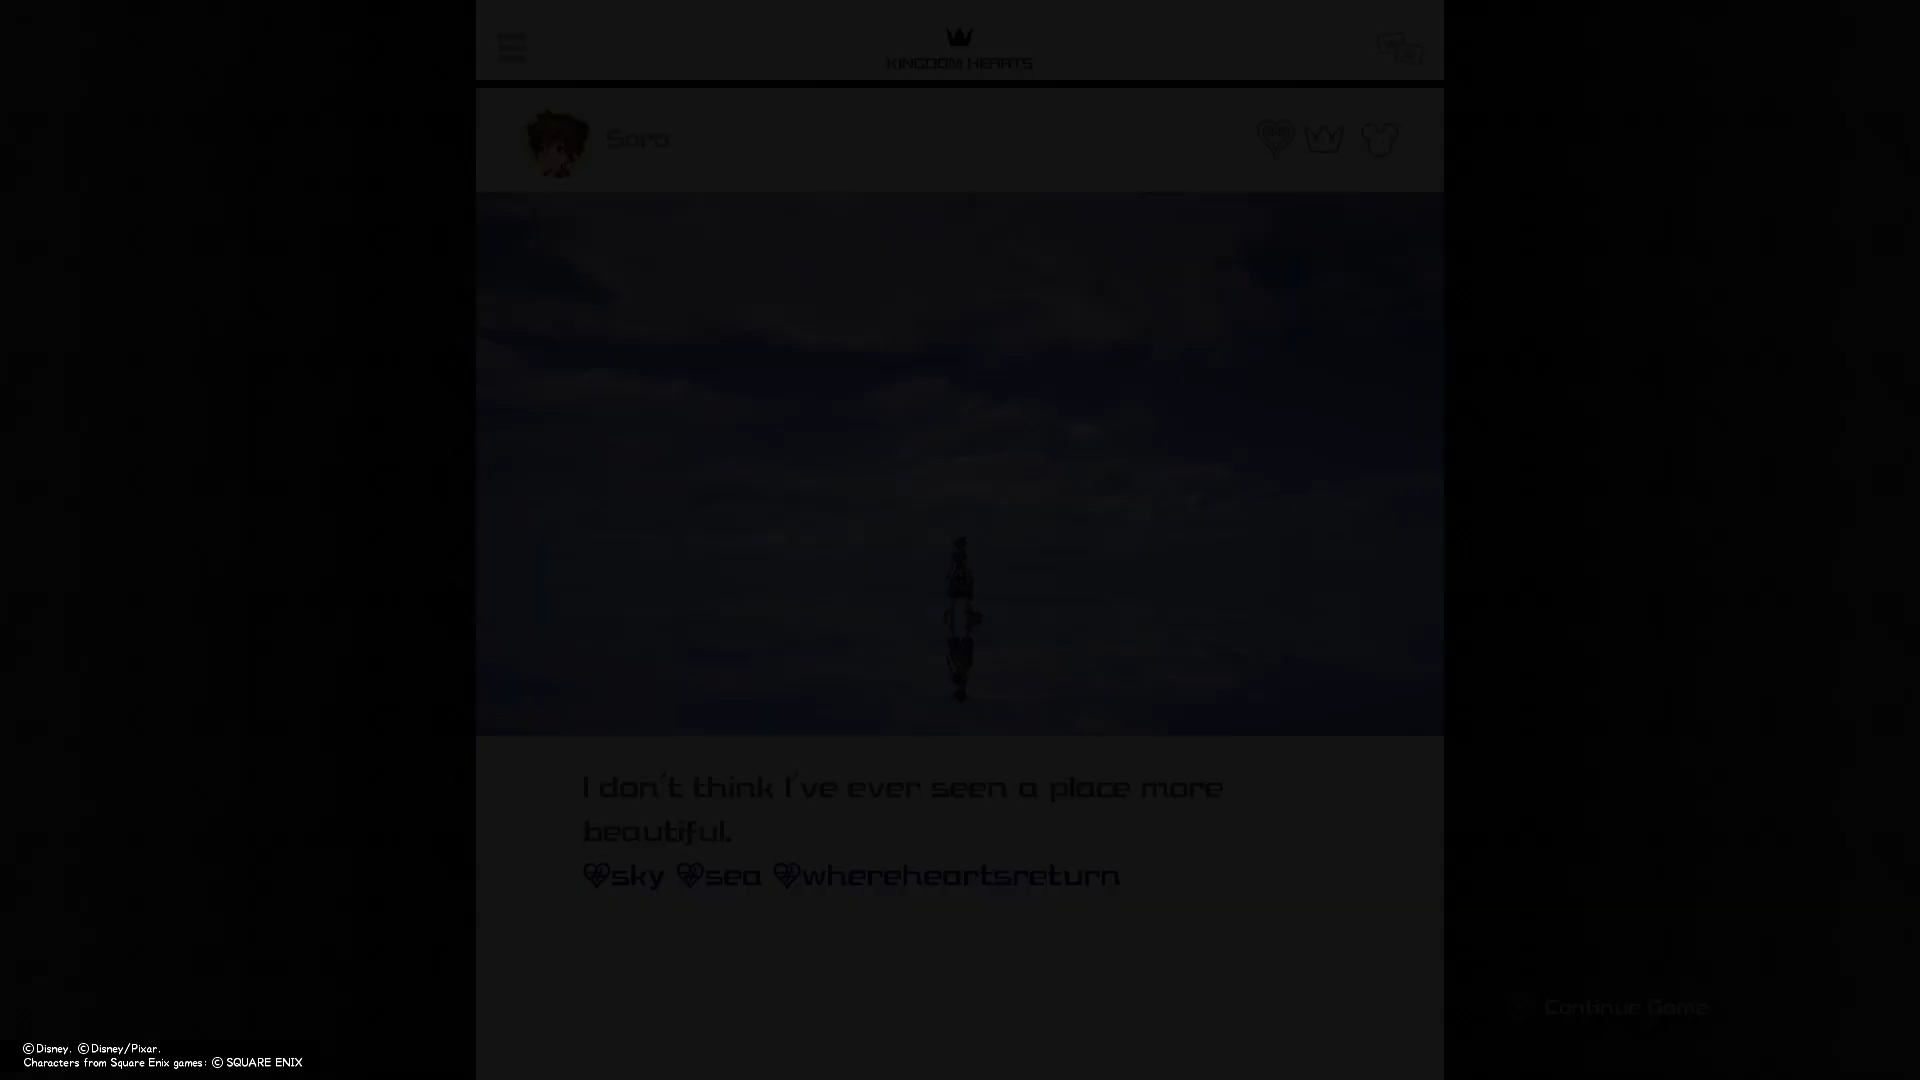 KINGDOM HEARTS
Sora
I don't think I've ever seen a place more
beautiful.
sky sea whereheartsreturn
Continue Game
©Disney. ©Disney/Pixar.
Characters from Square Enix games: © SQUARE ENIX